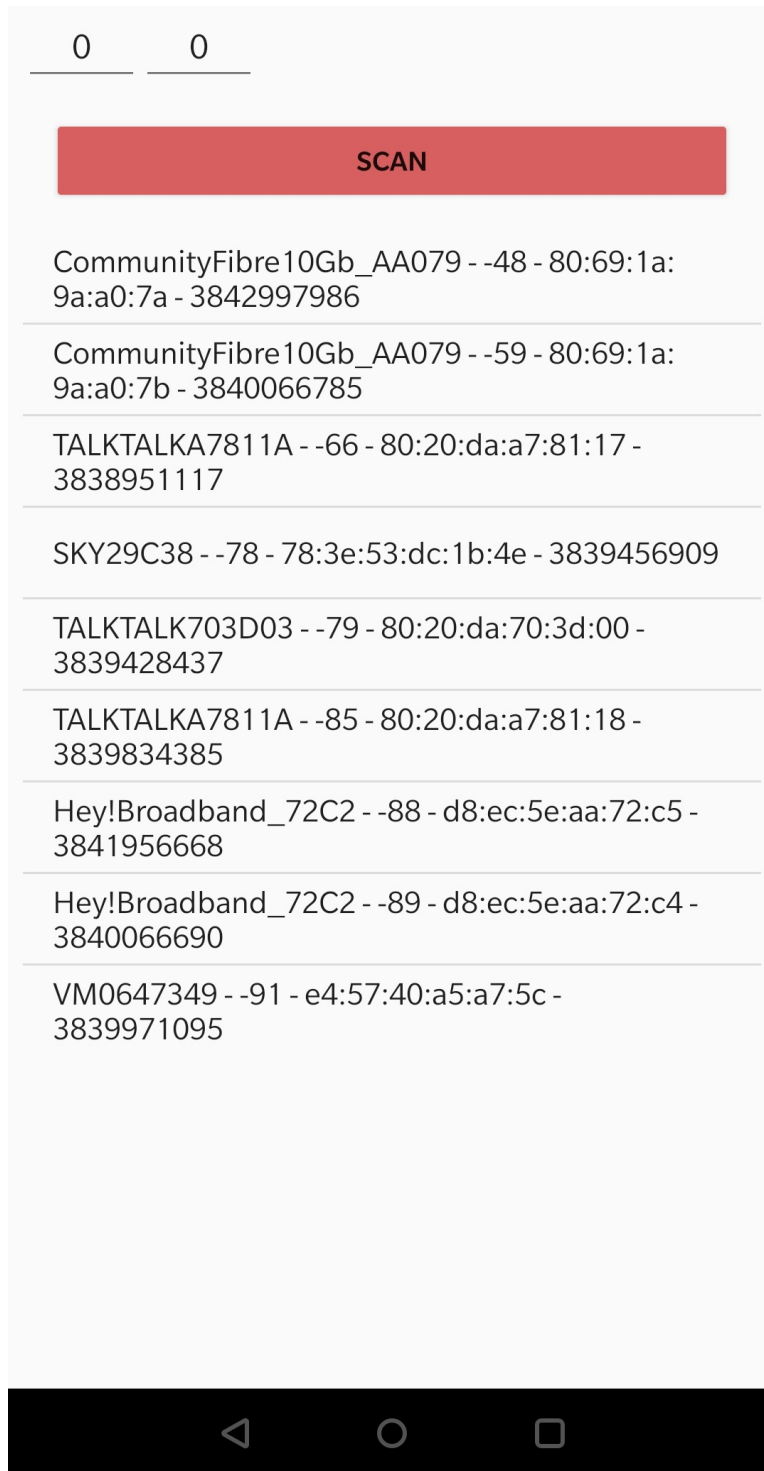 0 0
SCAN
CommunityFibre10Gb_AA079 - -48 - 80:69:1a:
9a:a0:7a - 3842997986
CommunityFibre10Gb_AA079 - -59 - 80:69:1a:
9a:a0:7b - 3840066785
TALKTALKA7811A - -66 - 80:20:da:a7:81:17 -
3838951117
SKY29C38 - -78 - 78:3e:53:dc:1b:4e - 3839456909
TALKTALK703D03 - -79 - 80:20:da:70:3d:00 -
3839428437
TALKTALKA7811A - -85 - 80:20:da:a7:81:18 -
3839834385
Hey!Broadband_72C2 - -88 - d8:ec:5e:aa:72:c5 -
3841956668
Hey!Broadband_72C2 - -89 - d8:ec:5e:aa:72:c4 -
3840066690
VM0647349 - -91 - e4:57:40:a5:a7:5c -
3839971095